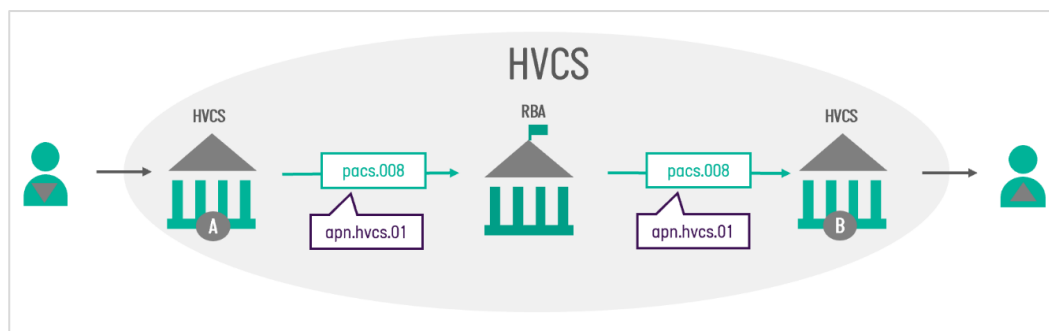 HVCS
HVCS
RBA
HVCS
pacs.008
pacs.008
apn.hvcs.01
apn.hvcs.01
A
B